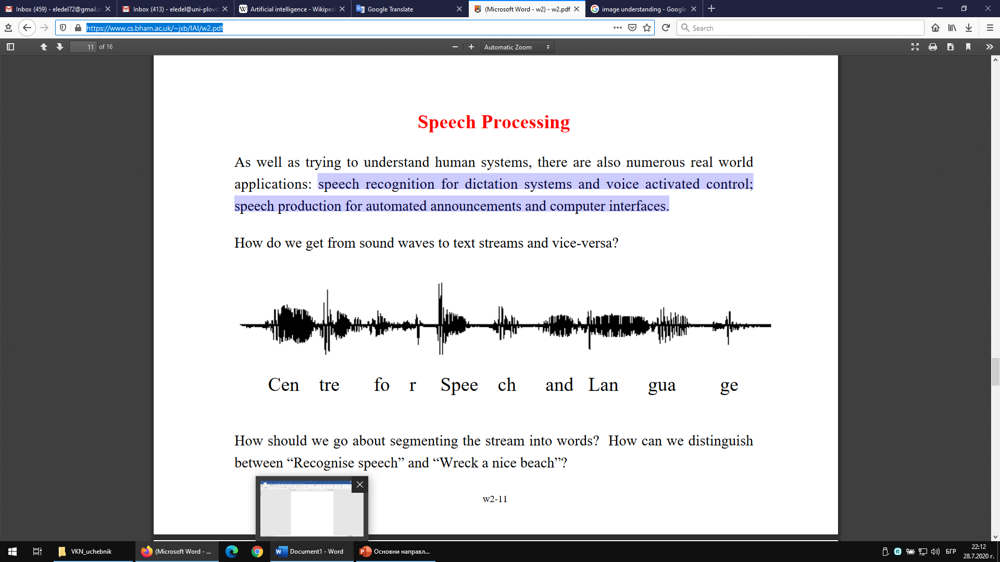 Inbox (459) - eledel72@gmail.c
Inbox (413) - eledel@uni-plovd
Artificial intelligence - Wikiped
Google Translate
(Microsoft Word - w2) - w2.pdf
image understanding - Google
https://www.cs.bham.ac.uk/~jxb/IAI/w2.pdf
Search
11 of 16
Automatic Zoom
Speech Processing
As well as trying to understand human systems, there are also numerous real world
applications: speech recognition for dictation systems and voice activated control;
speech production for automated announcements and computer interfaces.
How do we get from sound waves to text streams and vice-versa?
Cen tre fo r Spee ch and Lan gua ge
How should we go about segmenting the stream into words? How can we distinguish
between “Recognise speech” and “Wreck a nice beach”?
w2-11
VKN_uchebnik
(Microsoft Word - ...
Document1 - Word
Основни направл...
БГР
22:12
28.7.2020 г.